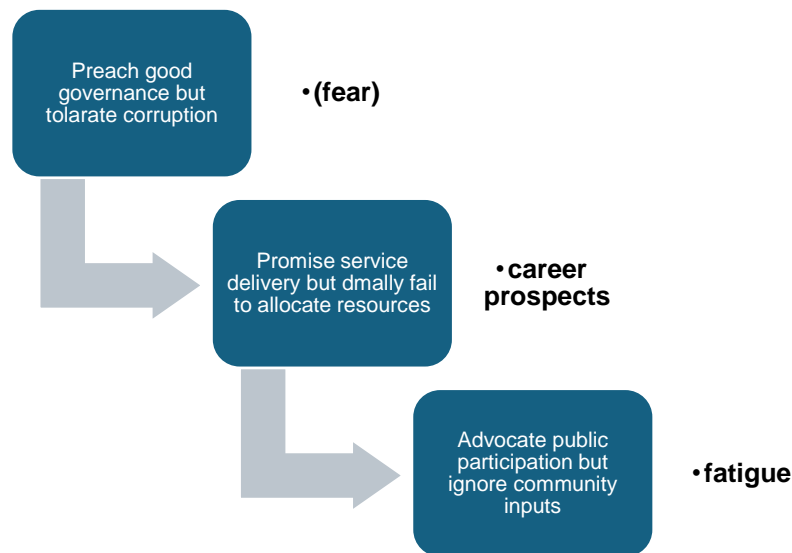 Preach good
governance but
tolarate corruption
•(fear)
Promise service
delivery but dmally fail
to allocate resources
•career
prospects
Advocate public
participation but
ignore community
inputs
•fatigue